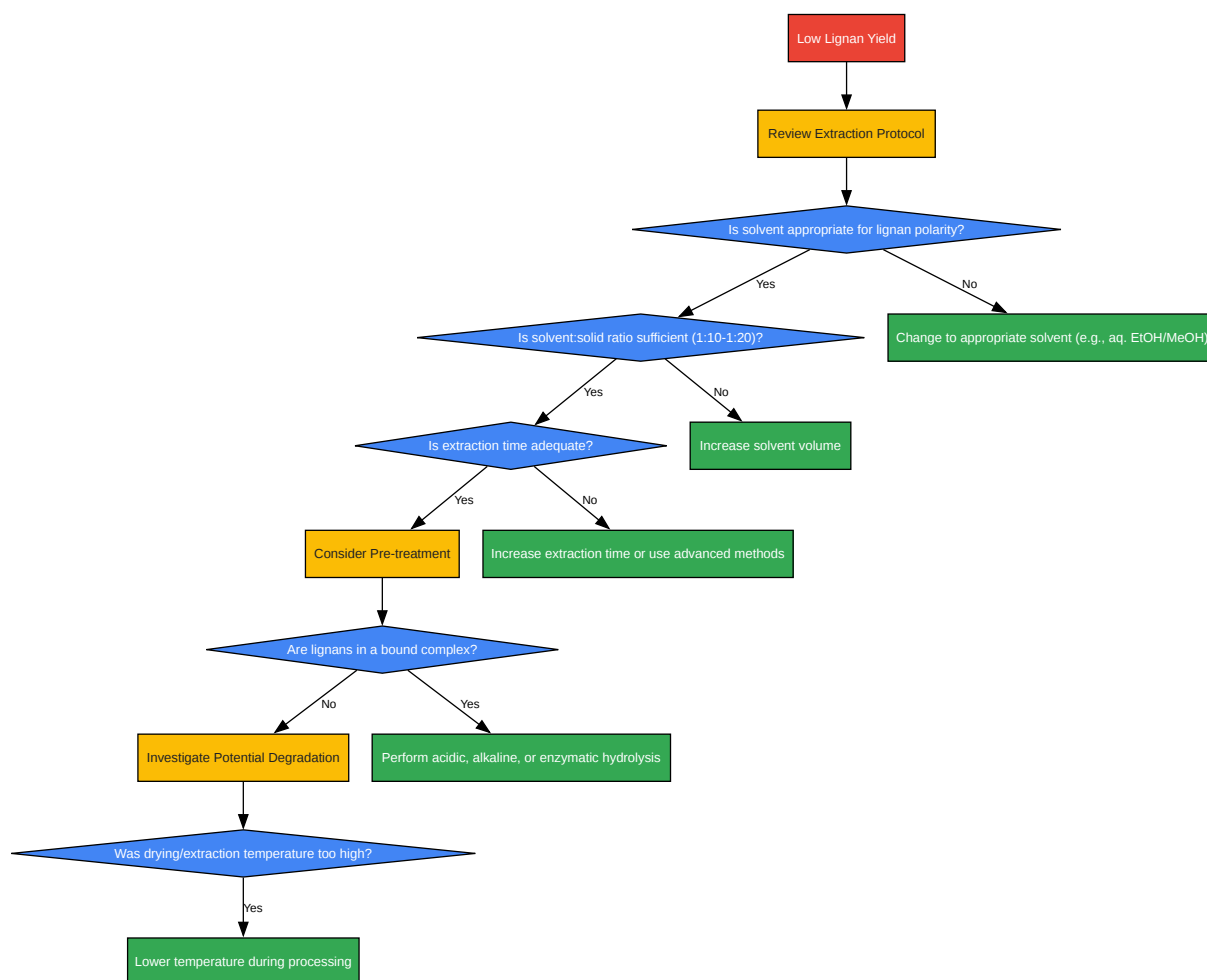 Low Lignan Yield
Review Extraction Protocol
Is solvent appropriate for lignan polarity?
Yes
No
Is solvent:solid ratio sufficient (1:10-1:20)?
Change to appropriate solvent (e.g., aq. EtOH/MeOH)
Yes
No
Is extraction time adequate?
Increase solvent volume
Yes
No
Consider Pre-treatment
Increase extraction time or use advanced methods
Are lignans in a bound complex?
No
Yes
Investigate Potential Degradation
Perform acidic, alkaline, or enzymatic hydrolysis
Was drying/extraction temperature too high?
Yes
Lower temperature during processing